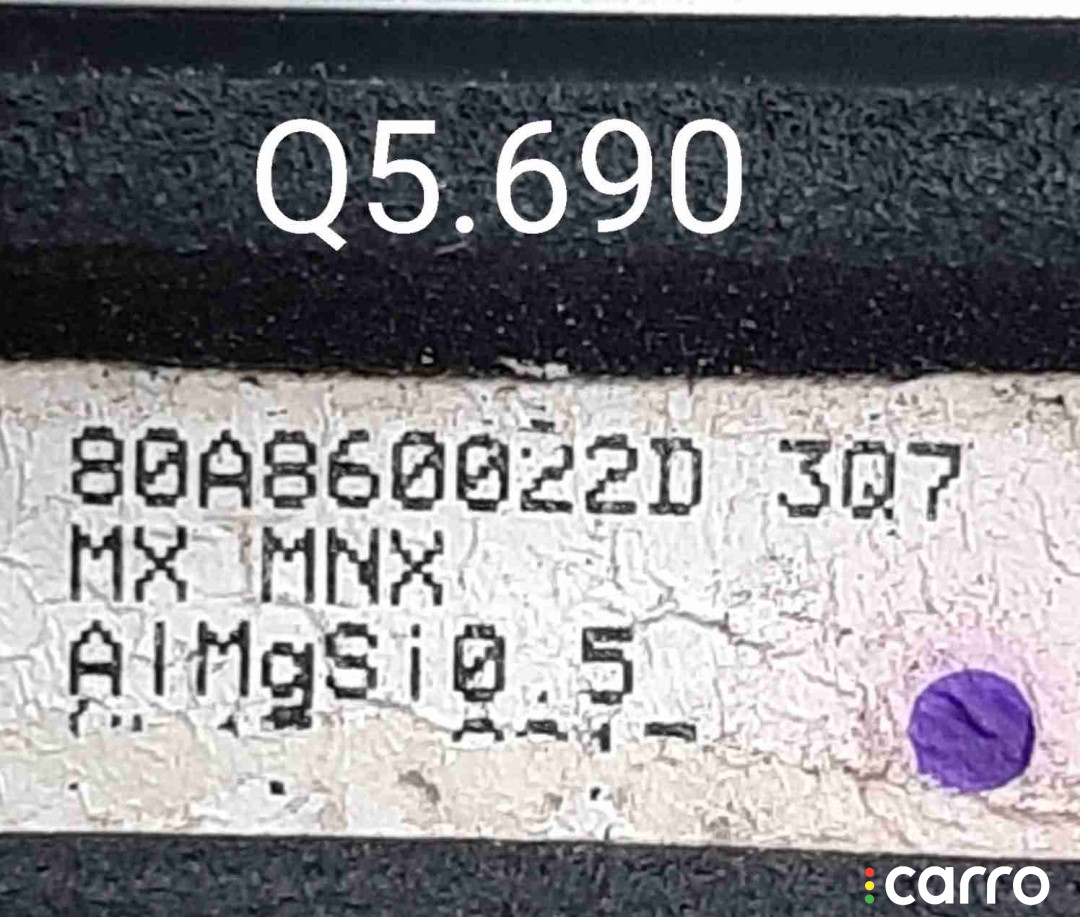 Q5.690
80A860022D 3Q7
MX MNX
AlMgSi0.5
carro